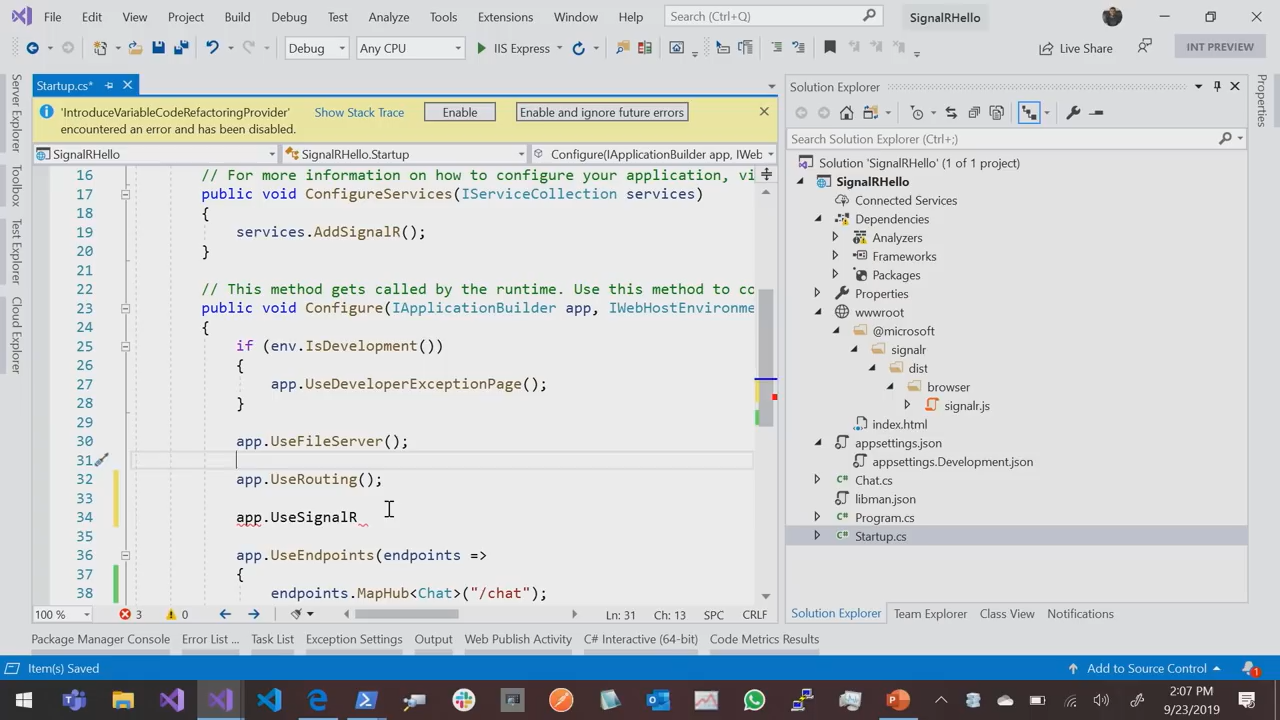 File Edit View Project Build Debug Test Analyze Tools Extensions Window Help Search (Ctrl+Q) SignalRHello
Debug Any CPU IIS Express Live Share INT PREVIEW
Server Explorer
Toolbox
Test Explorer
Cloud Explorer
Startup.cs*
'IntroduceVariableCodeRefactoringProvider' encountered an error and has been disabled.
Show Stack Trace Enable Enable and ignore future errors
SignalRHello SignalRHello.Startup Configure(IApplicationBuilder app, IWeb
16 // For more information on how to configure your application, vi
17 public void ConfigureServices(IServiceCollection services)
18 {
19 services.AddSignalR();
20 }
21
22 // This method gets called by the runtime. Use this method to co
23 public void Configure(IApplicationBuilder app, IWebHostEnvironme
24 {
25 if (env.IsDevelopment())
26 {
27 app.UseDeveloperExceptionPage();
28 }
29
30 app.UseFileServer();
31
32 app.UseRouting();
33
34 app.UseSignalR
35
36 app.UseEndpoints(endpoints =>
37 {
38 endpoints.MapHub<Chat>("/chat");
100 % 3 0 Ln: 31 Ch: 13 SPC CRLF
Solution Explorer
Search Solution Explorer (Ctrl+;)
Solution 'SignalRHello' (1 of 1 project)
SignalRHello
Connected Services
Dependencies
Analyzers
Frameworks
Packages
Properties
wwwroot
@microsoft
signalr
dist
browser
signalr.js
index.html
appsettings.json
appsettings.Development.json
Chat.cs
libman.json
Program.cs
Startup.cs
Solution Explorer Team Explorer Class View Notifications
Properties
Package Manager Console Error List ... Task List Exception Settings Output Web Publish Activity C# Interactive (64-bit) Code Metrics Results
Item(s) Saved Add to Source Control 1
2:07 PM
9/23/2019